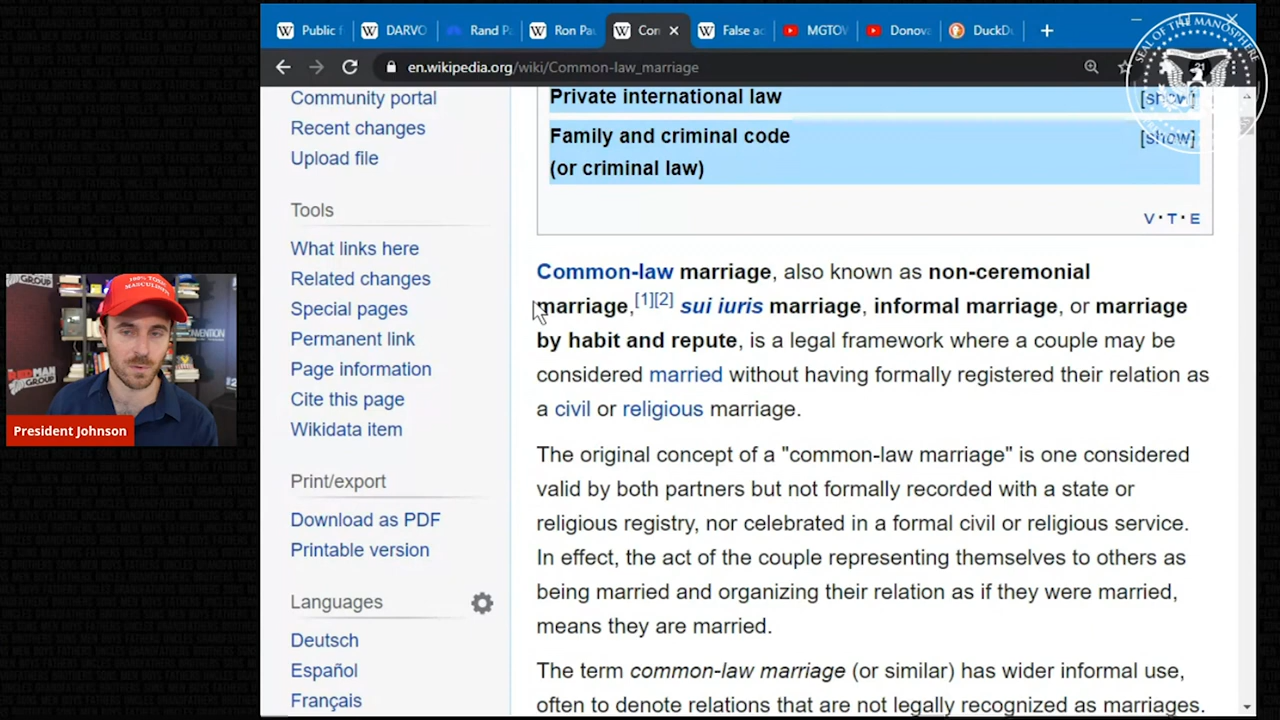 Public f
DARVO
Rand Pa
Ron Pau
Con
False ac
MGTOW
Donova
DuckDu
en.wikipedia.org/wiki/Common-law_marriage
SEAL OF THE MANOSPHERE
21
Community portal
Recent changes
Upload file
Tools
What links here
Related changes
Special pages
Permanent link
Page information
Cite this page
Wikidata item
Print/export
Download as PDF
Printable version
Languages
Deutsch
Español
Français
Private international law [show]
Family and criminal code [show]
(or criminal law)
V · T · E
Common-law marriage, also known as non-ceremonial
marriage,[1][2] sui iuris marriage, informal marriage, or marriage
by habit and repute, is a legal framework where a couple may be
considered married without having formally registered their relation as
a civil or religious marriage.
The original concept of a "common-law marriage" is one considered
valid by both partners but not formally recorded with a state or
religious registry, nor celebrated in a formal civil or religious service.
In effect, the act of the couple representing themselves to others as
being married and organizing their relation as if they were married,
means they are married.
The term common-law marriage (or similar) has wider informal use,
often to denote relations that are not legally recognized as marriages.
President Johnson